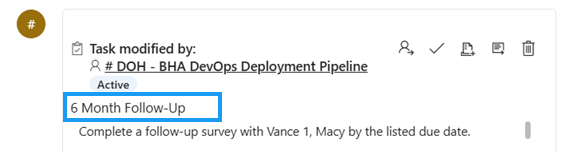 #
Task modified by:
# DOH - BHA DevOps Deployment Pipeline
Active
6 Month Follow-Up
Complete a follow-up survey with Vance 1, Macy by the listed due date.